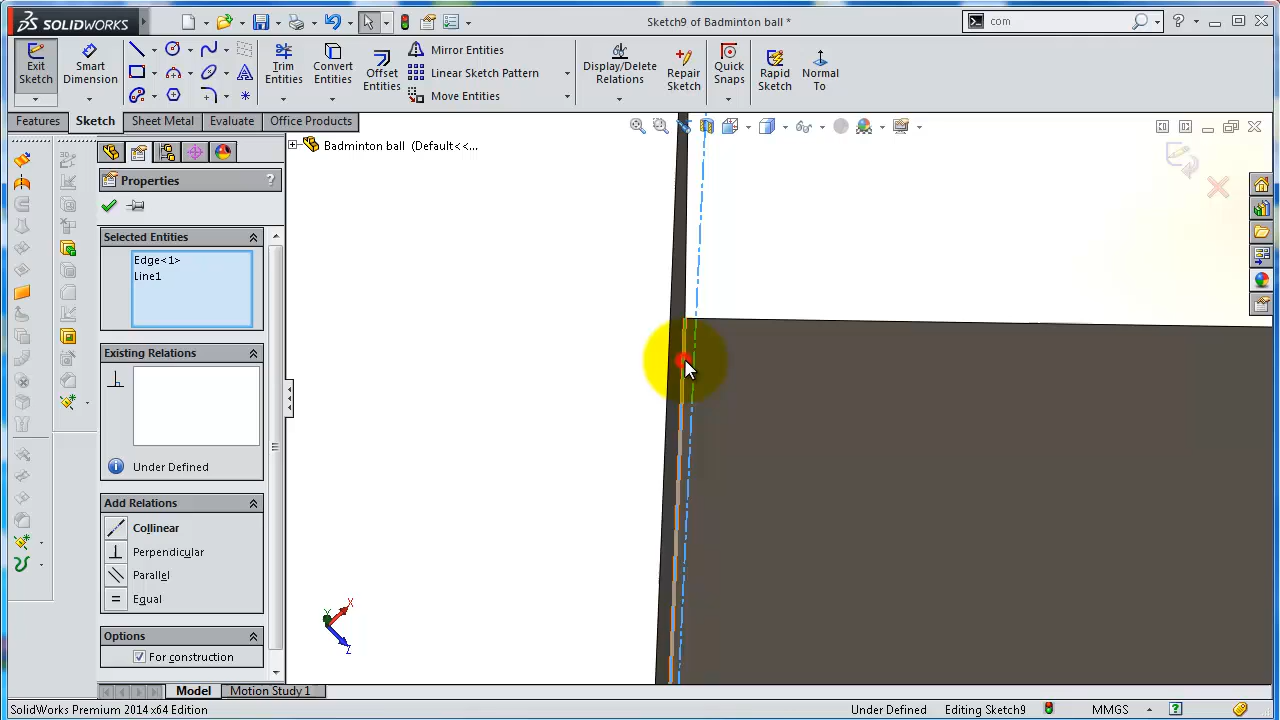 SOLIDWORKS
Sketch9 of Badminton ball *
com
Exit Sketch
Smart Dimension
Trim Entities
Convert Entities
Offset Entities
Mirror Entities
Linear Sketch Pattern
Move Entities
Display/Delete Relations
Repair Sketch
Quick Snaps
Rapid Sketch
Normal To
Features
Sketch
Sheet Metal
Evaluate
Office Products
Badminton ball (Default<<...
Properties
?
Selected Entities
Edge<1>
Line1
Existing Relations
Under Defined
Add Relations
Collinear
Perpendicular
Parallel
Equal
Options
For construction
Y
X
Z
Model
Motion Study 1
SolidWorks Premium 2014 x64 Edition
Under Defined
Editing Sketch9
MMGS
?